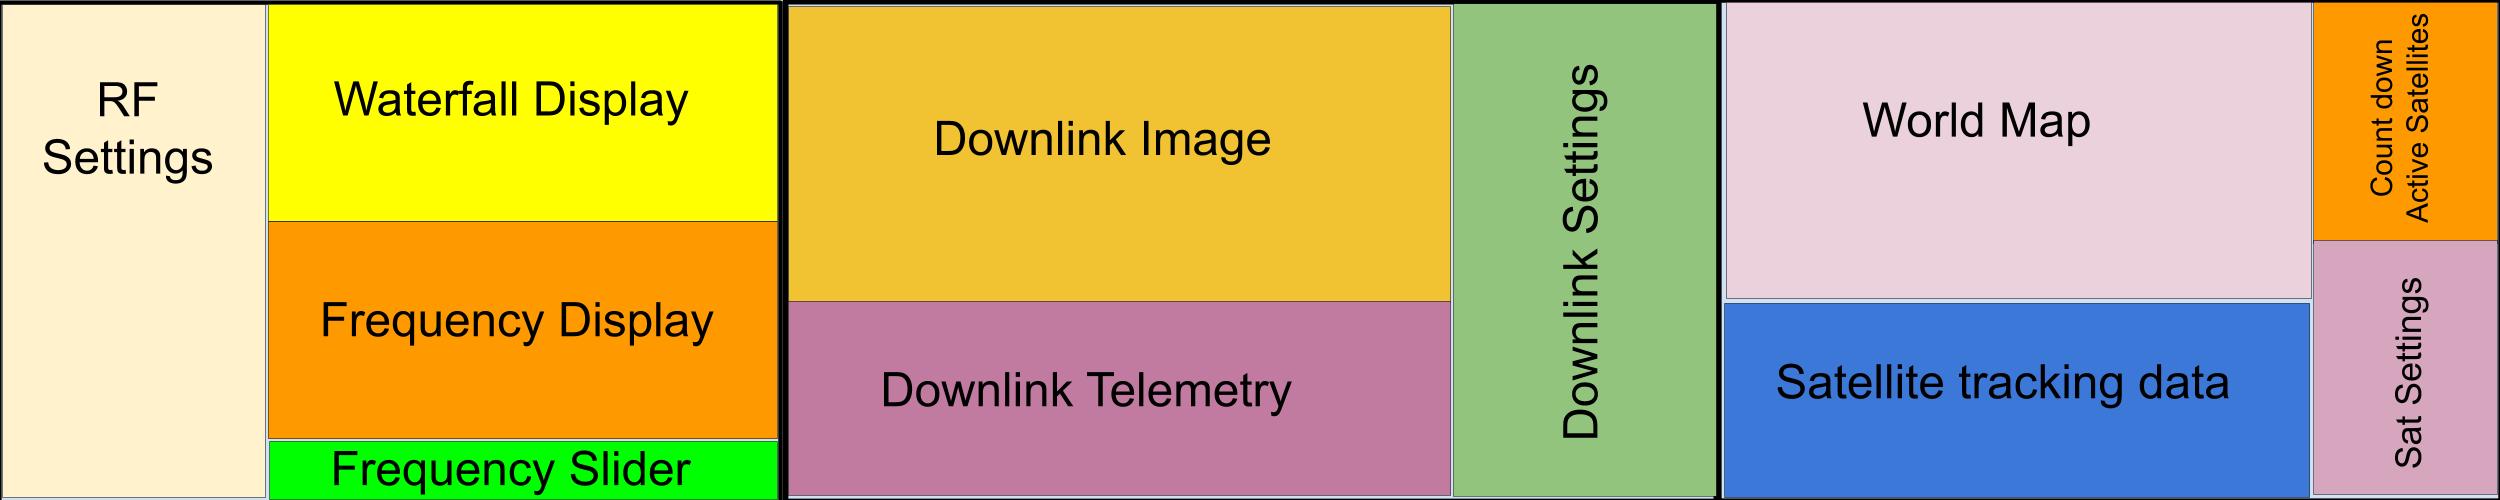 RF
Settings
Waterfall Display
Frequency Display
Frequency Slider
Downlink Image
Dowlink Telemetry
Downlink Settings
World Map
Satellite tracking data
Count down
Active satellites
Sat Settings